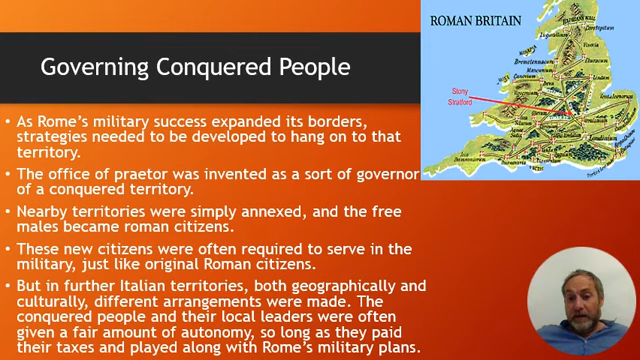 ROMAN BRITAIN
HADRIAN'S WALL
Stony
Stratford
Governing Conquered People
• As Rome's military success expanded its borders,
strategies needed to be developed to hang on to that
territory.
• The office of praetor was invented as a sort of governor
of a conquered territory.
• Nearby territories were simply annexed, and the free
males became roman citizens.
• These new citizens were often required to serve in the
military, just like original Roman citizens.
• But in further Italian territories, both geographically and
culturally, different arrangements were made. The
conquered people and their local leaders were often
given a fair amount of autonomy, so long as they paid
their taxes and played along with Rome's military plans.